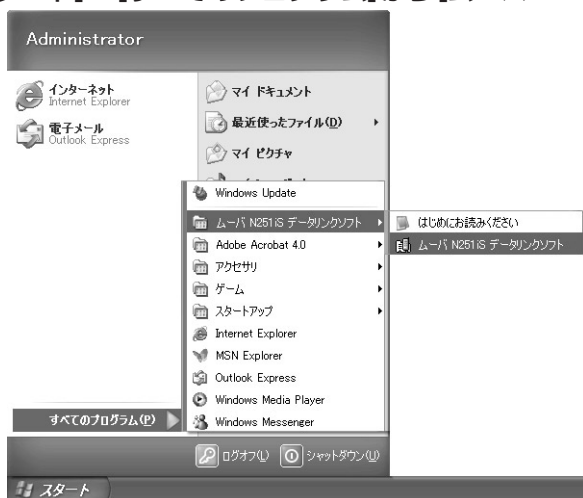 Administrator
インターネット
Internet Explorer
電子メール
Outlook Express
マイ ドキュメント
最近使ったファイル(D)
マイ ピクチャ
Windows Update
ムーバ N251iS データリンクソフト
Adobe Acrobat 4.0
アクセサリ
ゲーム
スタートアップ
Internet Explorer
MSN Explorer
Outlook Express
Windows Media Player
Windows Messenger
はじめにお読みください
ムーバ N251iS データリンクソフト
すべてのプログラム(P)
ログオフ(L)
シャットダウン(U)
スタート